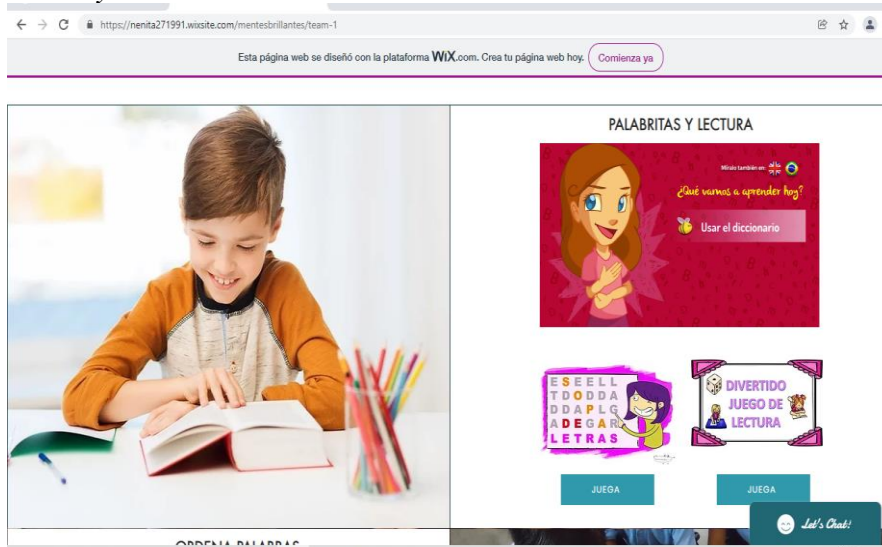 https://nenita271991.wixsite.com/mentesbrillantes/team-1
Esta página web se diseñó con la plataforma WiX.com. Crea tu página web hoy. Comienza ya
PALABRITAS Y LECTURA
Míralo también en:
¿Qué vamos a aprender hoy?
Usar el diccionario
ESEELL
TDODDA
DDAPLG
ADEGAR
LETRAS
DIVERTIDO
JUEGO DE
LECTURA
JUEGA
JUEGA
Let's Chat!
ORDENA PALABRAS